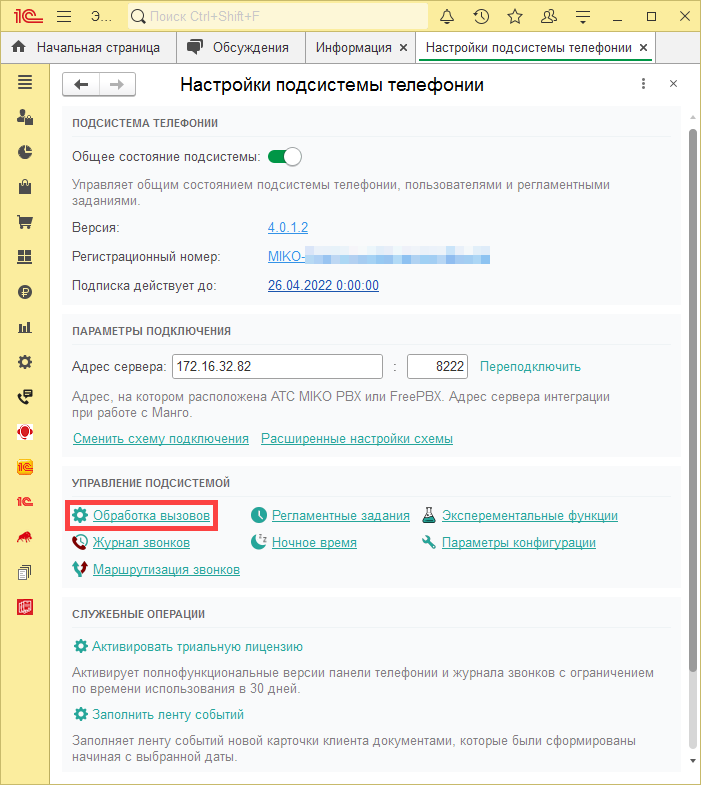 1С Э... Поиск Ctrl+Shift+F
Начальная страница Обсуждения Информация × Настройки подсистемы телефонии ×
Настройки подсистемы телефонии
ПОДСИСТЕМА ТЕЛЕФОНИИ
Общее состояние подсистемы:
Управляет общим состоянием подсистемы телефонии, пользователями и регламентными
заданиями.
Версия: 4.0.1.2
Регистрационный номер: MIKO-
Подписка действует до: 26.04.2022 0:00:00
ПАРАМЕТРЫ ПОДКЛЮЧЕНИЯ
Адрес сервера: 172.16.32.82 : 8222 Переподключить
Адрес, на котором расположена АТС MIKO PBX или FreePBX. Адрес сервера интеграции
при работе с Манго.
Сменить схему подключения Расширенные настройки схемы
УПРАВЛЕНИЕ ПОДСИСТЕМОЙ
Обработка вызовов Регламентные задания Эксперементальные функции
Журнал звонков Ночное время Параметры конфигурации
Маршрутизация звонков
СЛУЖЕБНЫЕ ОПЕРАЦИИ
Активировать триальную лицензию
Активирует полнофункциональные версии панели телефонии и журнала звонков с ограничением
по времени использования в 30 дней.
Заполнить ленту событий
Заполняет ленту событий новой карточки клиента документами, которые были сформированы
начиная с выбранной даты.